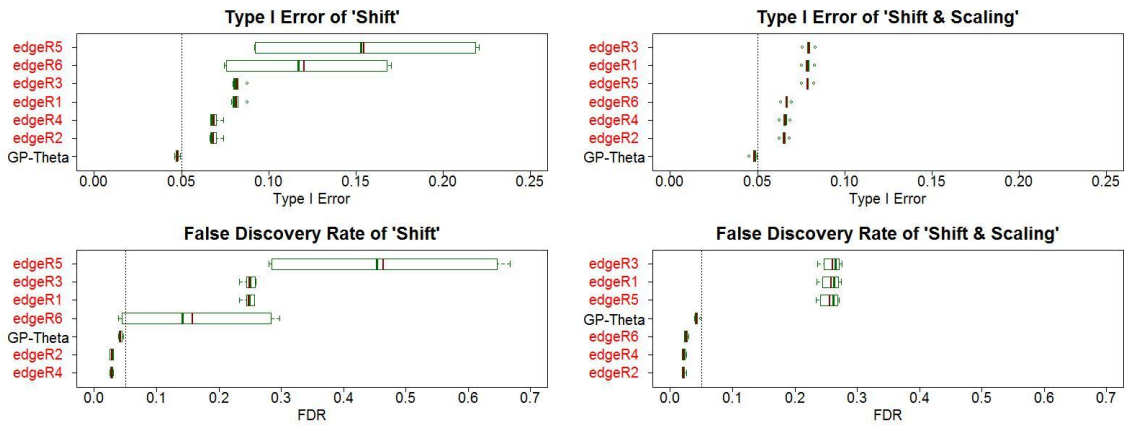 Type I Error of 'Shift'
edgeR5
edgeR6
edgeR3
edgeR1
edgeR4
edgeR2
GP-Theta
0.00 0.05 0.10 0.15 0.20 0.25
Type I Error
Type I Error of 'Shift & Scaling'
edgeR3
edgeR1
edgeR5
edgeR6
edgeR4
edgeR2
GP-Theta
0.00 0.05 0.10 0.15 0.20 0.25
Type I Error
False Discovery Rate of 'Shift'
edgeR5
edgeR3
edgeR1
edgeR6
GP-Theta
edgeR2
edgeR4
0.0 0.1 0.2 0.3 0.4 0.5 0.6 0.7
FDR
False Discovery Rate of 'Shift & Scaling'
edgeR3
edgeR1
edgeR5
GP-Theta
edgeR6
edgeR4
edgeR2
0.0 0.1 0.2 0.3 0.4 0.5 0.6 0.7
FDR